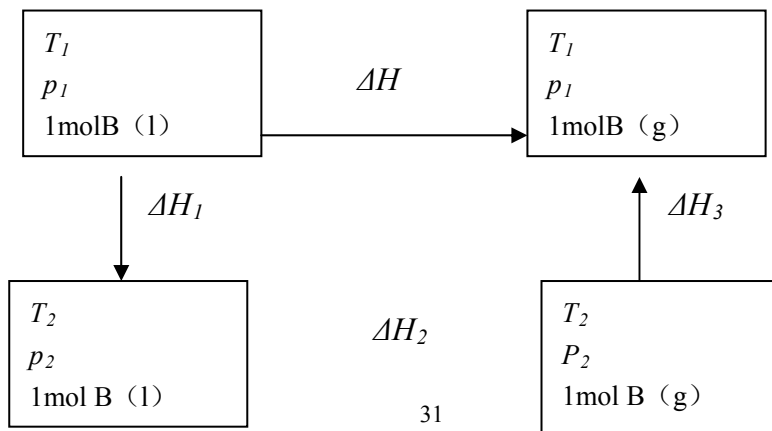 T₁
p₁
1molB（l）
ΔH
T₁
p₁
1molB（g）
ΔH₁
ΔH₃
T₂
p₂
1mol B（l）
ΔH₂
T₂
P₂
1mol B（g）
31